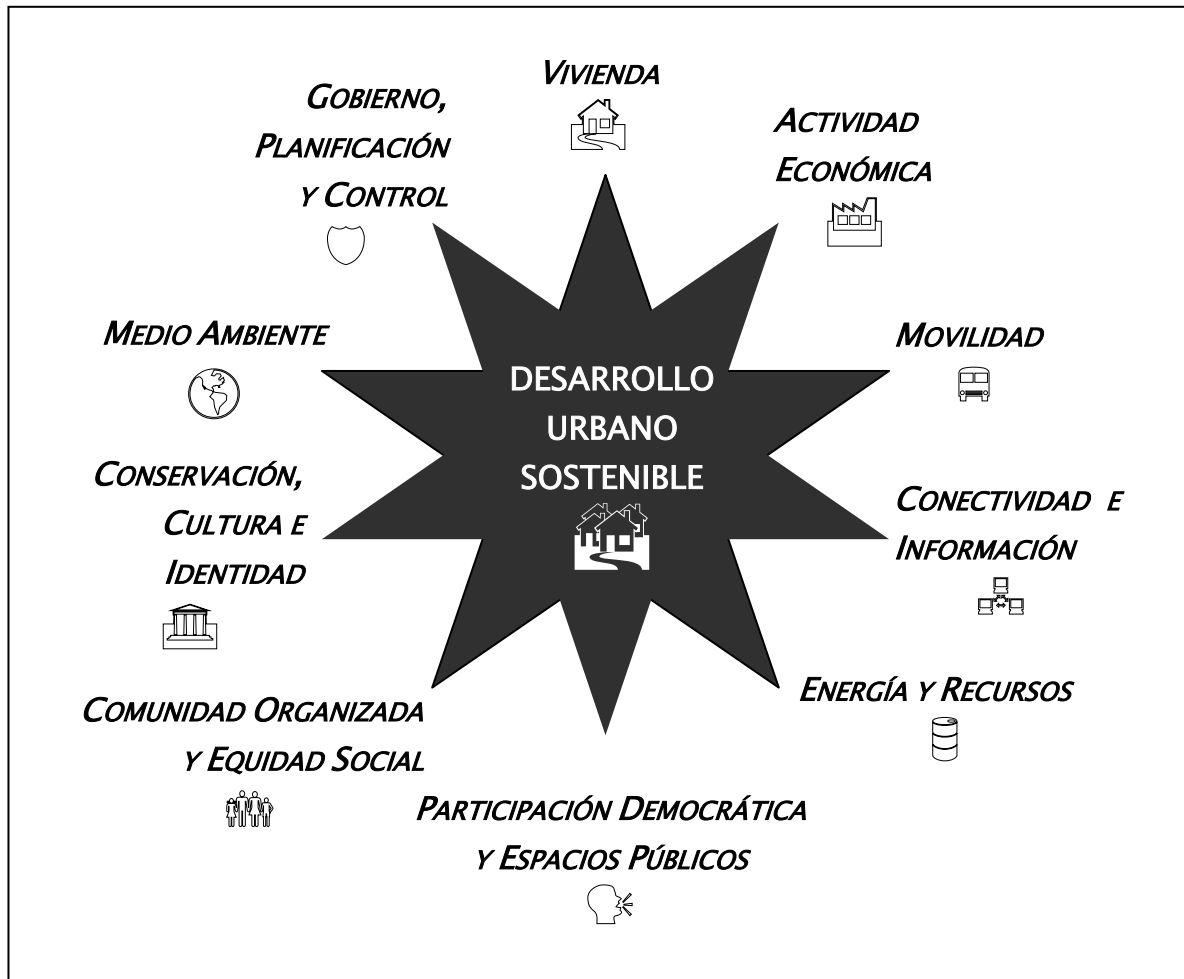 VIVIENDA
GOBIERNO,
PLANIFICACIÓN
Y CONTROL
ACTIVIDAD
ECONÓMICA
MEDIO AMBIENTE
MOVILIDAD
DESARROLLO
URBANO
SOSTENIBLE
CONSERVACIÓN,
CULTURA E
IDENTIDAD
CONECTIVIDAD E
INFORMACIÓN
COMUNIDAD ORGANIZADA
Y EQUIDAD SOCIAL
ENERGÍA Y RECURSOS
PARTICIPACIÓN DEMOCRÁTICA
Y ESPACIOS PÚBLICOS